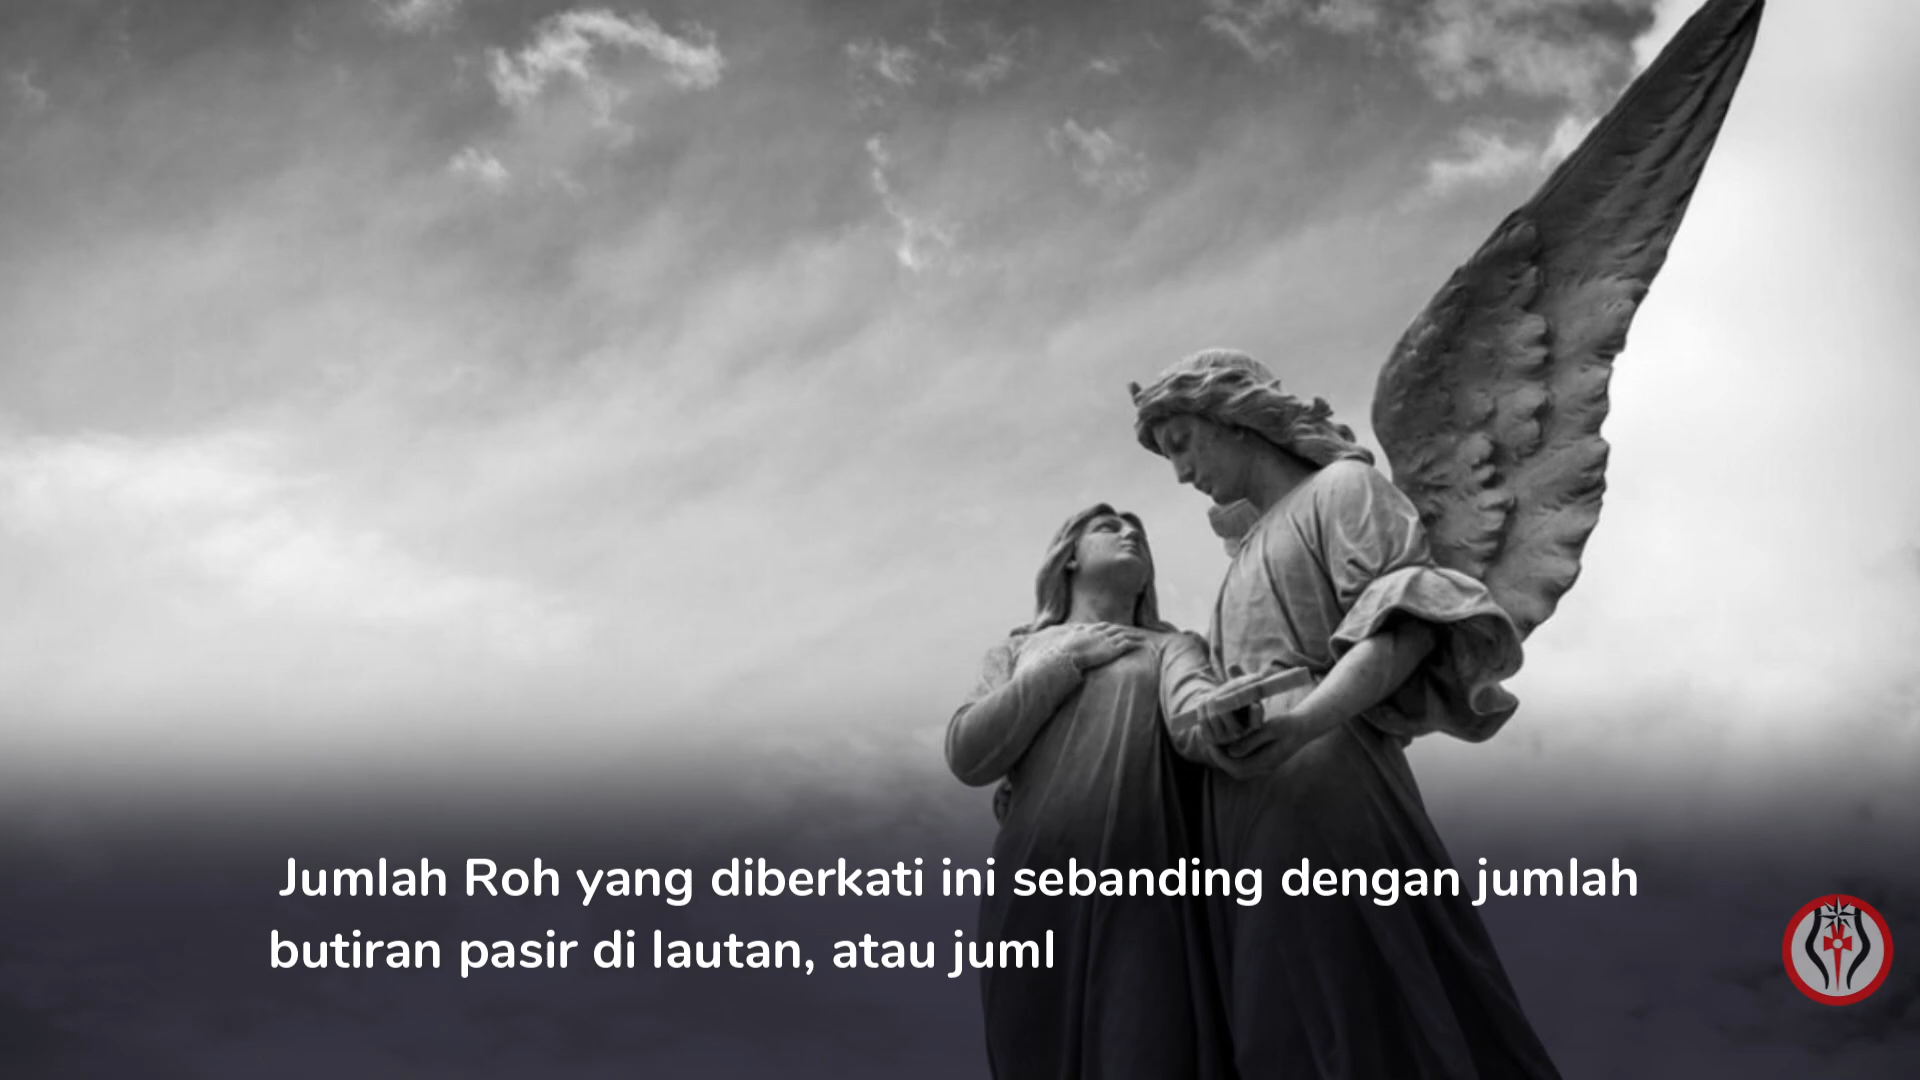 Jumlah Roh yang diberkati ini sebanding dengan jumlah
butiran pasir di lautan, atau juml